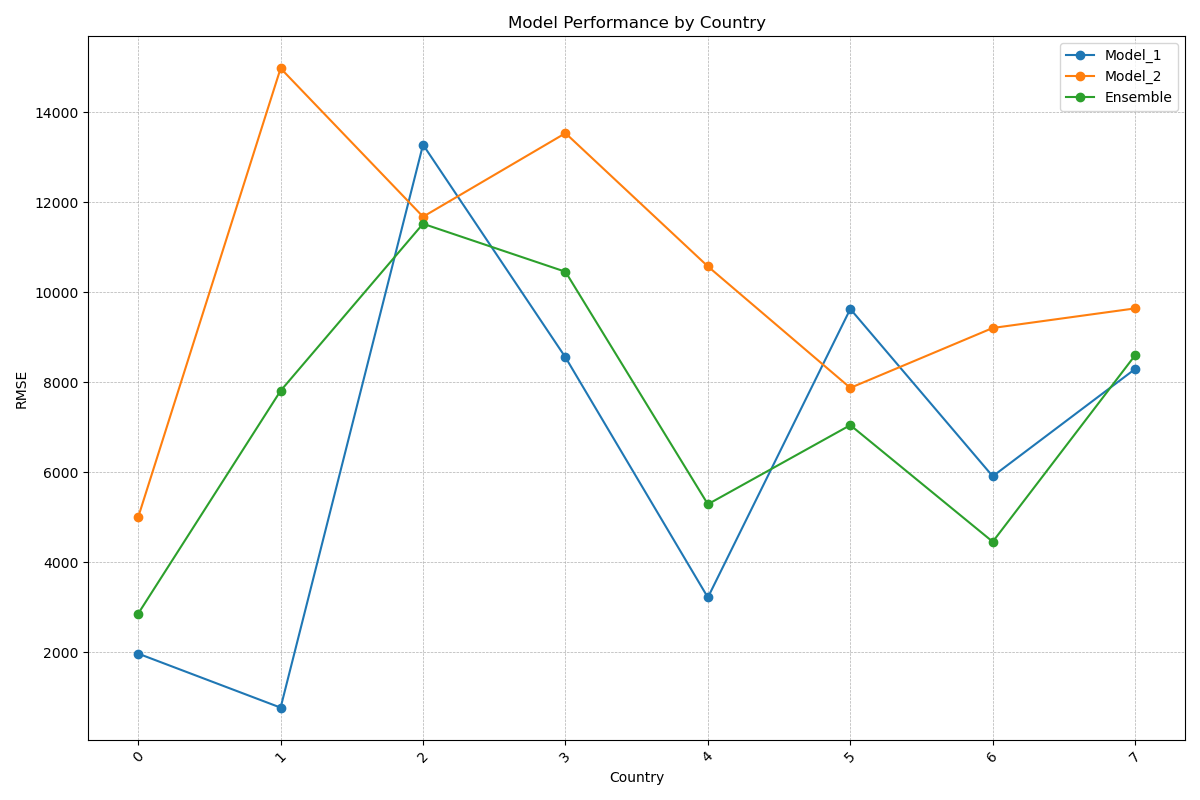 Model Performance by Country
Model_1
Model_2
Ensemble
14000
12000
10000
8000
6000
4000
2000
RMSE
0 1 2 3 4 5 6 7
Country